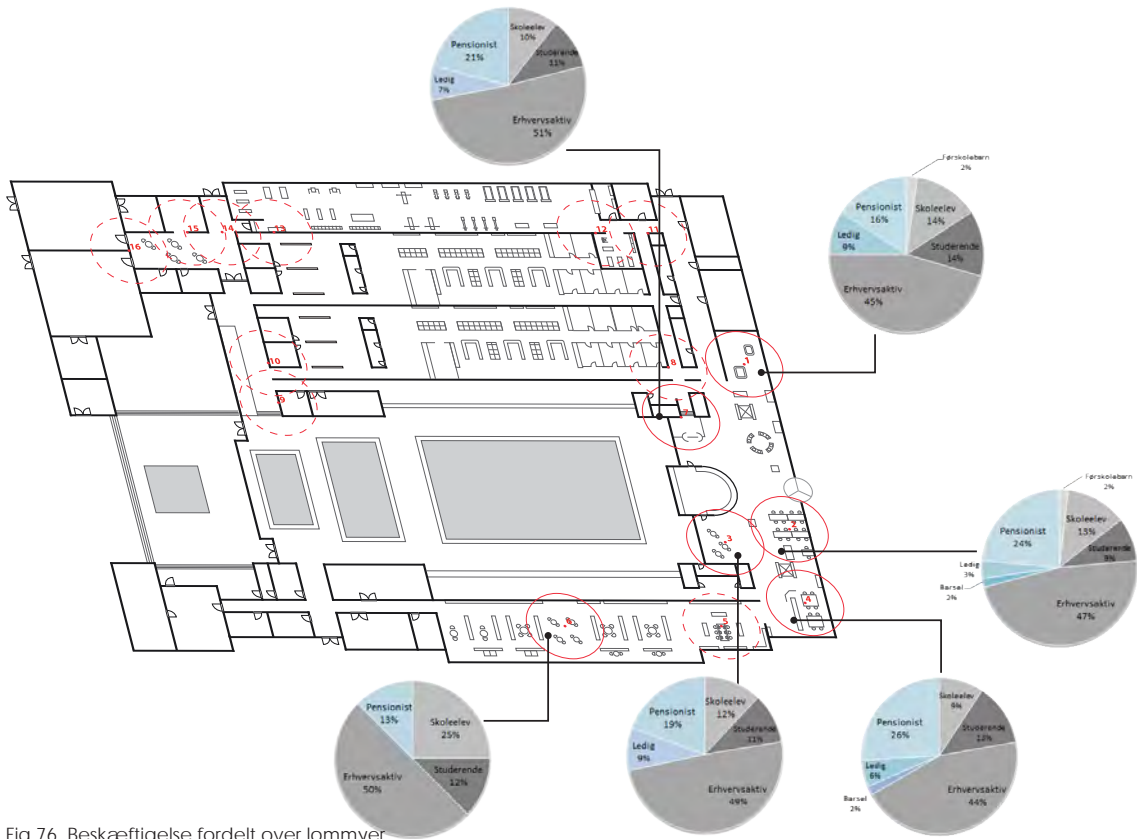 Skoleelev
10%
Studerende
11%
Erhvervsaktiv
51%
Ledig
7%
Pensionist
21%
Førskolebørn
2%
Skoleelev
14%
Studerende
14%
Erhvervsaktiv
45%
Ledig
9%
Pensionist
16%
16
15
14
13
12
11
10
9
8
7
1
2
3
4
5
6
Førskolebørn
2%
Skoleelev
13%
Studerende
9%
Erhvervsaktiv
47%
Barsel
2%
Ledig
3%
Pensionist
24%
Skoleelev
25%
Studerende
12%
Erhvervsaktiv
50%
Pensionist
13%
Skoleelev
12%
Studerende
11%
Erhvervsaktiv
49%
Ledig
9%
Pensionist
19%
Skoleelev
9%
Studerende
13%
Erhvervsaktiv
44%
Barsel
2%
Ledig
6%
Pensionist
26%
Fig 76 Beskæftigelse fordelt over lommyer